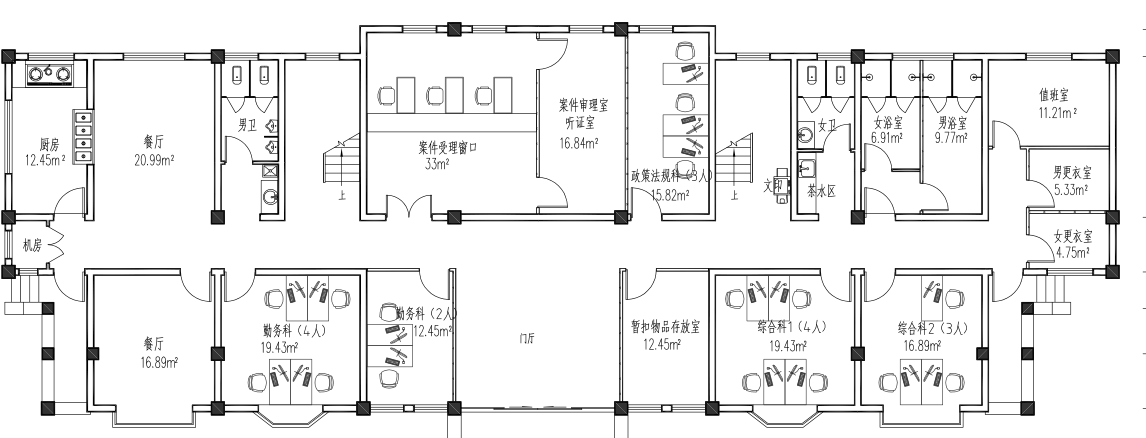 厨房
12.45m²
餐厅
20.99m²
男卫
上
案件受理窗口
33m²
案件审理室
听证室
16.84m²
政策法规科（3人）
15.82m²
上
文印
女卫
茶水区
女浴室
6.91m²
男浴室
9.77m²
值班室
11.21m²
男更衣室
5.33m²
女更衣室
4.75m²
机房
餐厅
16.89m²
勤务科（4人）
19.43m²
勤务科（2人）
12.45m²
门厅
暂扣物品存放室
12.45m²
综合科1（4人）
19.43m²
综合科2（3人）
16.89m²